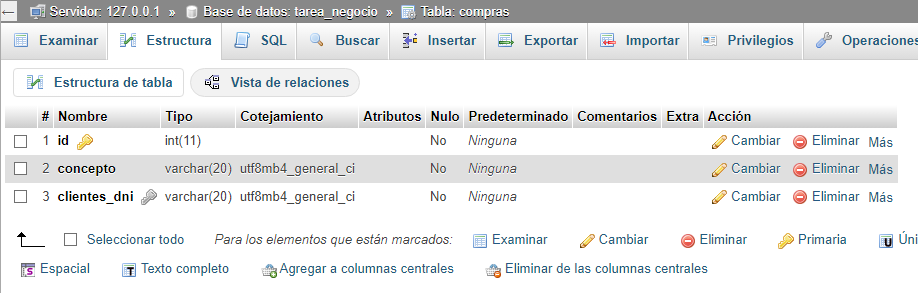 Servidor: 127.0.0.1 » Base de datos: tarea_negocio » Tabla: compras
Examinar Estructura SQL Buscar Insertar Exportar Importar Privilegios Operaciones
Estructura de tabla Vista de relaciones
# Nombre Tipo Cotejamiento Atributos Nulo Predeterminado Comentarios Extra Acción
1 id int(11) No Ninguna Cambiar Eliminar Más
2 concepto varchar(20) utf8mb4_general_ci No Ninguna Cambiar Eliminar Más
3 clientes_dni varchar(20) utf8mb4_general_ci No Ninguna Cambiar Eliminar Más
Seleccionar todo Para los elementos que están marcados: Examinar Cambiar Eliminar Primaria U Úni
S Espacial T Texto completo Agregar a columnas centrales Eliminar de las columnas centrales